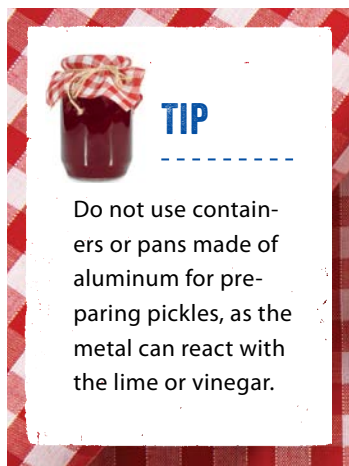 TIP
Do not use contain-
ers or pans made of
aluminum for pre-
paring pickles, as the
metal can react with
the lime or vinegar.